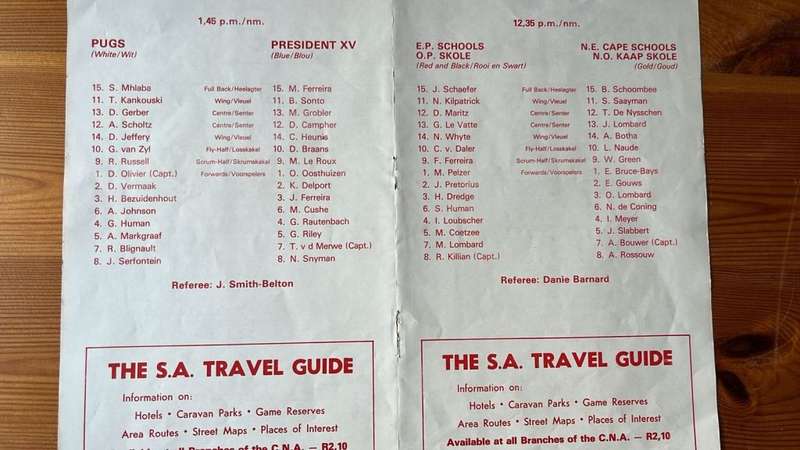 1,45 p.m./nm.
PUGS
(White/Wit)
PRESIDENT XV
(Blue/Blou)
15. S. Mhlaba Full Back/Heelagter 15. M. Ferreira
11. T. Kankouski Wing/Vleuel 11. B. Sonto
13. D. Gerber Centre/Senter 13. M. Grobler
12. A. Scholtz Centre/Senter 12. D. Campher
14. D. Jeffery Wing/Vleuel 14. C. Heunis
10. G. van Zyl Fly-Half/Losskakel 10. D. Braans
9. R. Russell Scrum-Half/Skrumskakel 9. M. Le Roux
1. D. Olivier (Capt.) Forwards/Voorspelers 1. O. Oosthuizen
2. D. Vermaak 2. K. Delport
3. H. Bezuidenhout 3. J. Ferreira
6. A. Johnson 6. M. Cushe
4. G. Human 4. G. Rautenbach
5. A. Markgraaf 5. G. Riley
7. R. Blignault 7. T. v d Merwe (Capt.)
8. J. Serfontein 8. N. Snyman
Referee: J. Smith-Belton
THE S.A. TRAVEL GUIDE
Information on:
Hotels • Caravan Parks • Game Reserves
Area Routes • Street Maps • Places of Interest
Available at all Branches of the C.N.A. — R2,10
12,35 p.m./nm.
E.P. SCHOOLS
O.P. SKOLE
(Red and Black/Rooi en Swart)
N.E. CAPE SCHOOLS
N.O. KAAP SKOLE
(Gold/Goud)
15. J. Schaefer Full Back/Heelagter 15. B. Schoombee
11. N. Kilpatrick Wing/Vleuel 11. S. Saayman
12. D. Maritz Centre/Senter 12. T. De Nysschen
13. G. Le Vatte Centre/Senter 13. J. Lombard
14. N. Whyte Wing/Vleuel 14. A. Botha
10. C. v. Daler Fly-Half/Losskakel 10. L. Naude
9. F. Ferreira Scrum-Half/Skrumskakel 9. W. Green
1. M. Pelzer Forwards/Voorspelers 1. E. Bruce-Bays
2. J. Pretorius 2. E. Gouws
3. H. Dredge 3. O. Lombard
6. S. Human 6. N. de Coning
4. I. Loubscher 4. I. Meyer
5. M. Coetzee 5. J. Slabbert
7. M. Lombard 7. A. Bouwer (Capt.)
8. R. Killian (Capt.) 8. A. Rossouw
Referee: Danie Barnard
THE S.A. TRAVEL GUIDE
Information on:
Hotels • Caravan Parks • Game Reserves
Area Routes • Street Maps • Places of Interest
Available at all Branches of the C.N.A. — R2,10